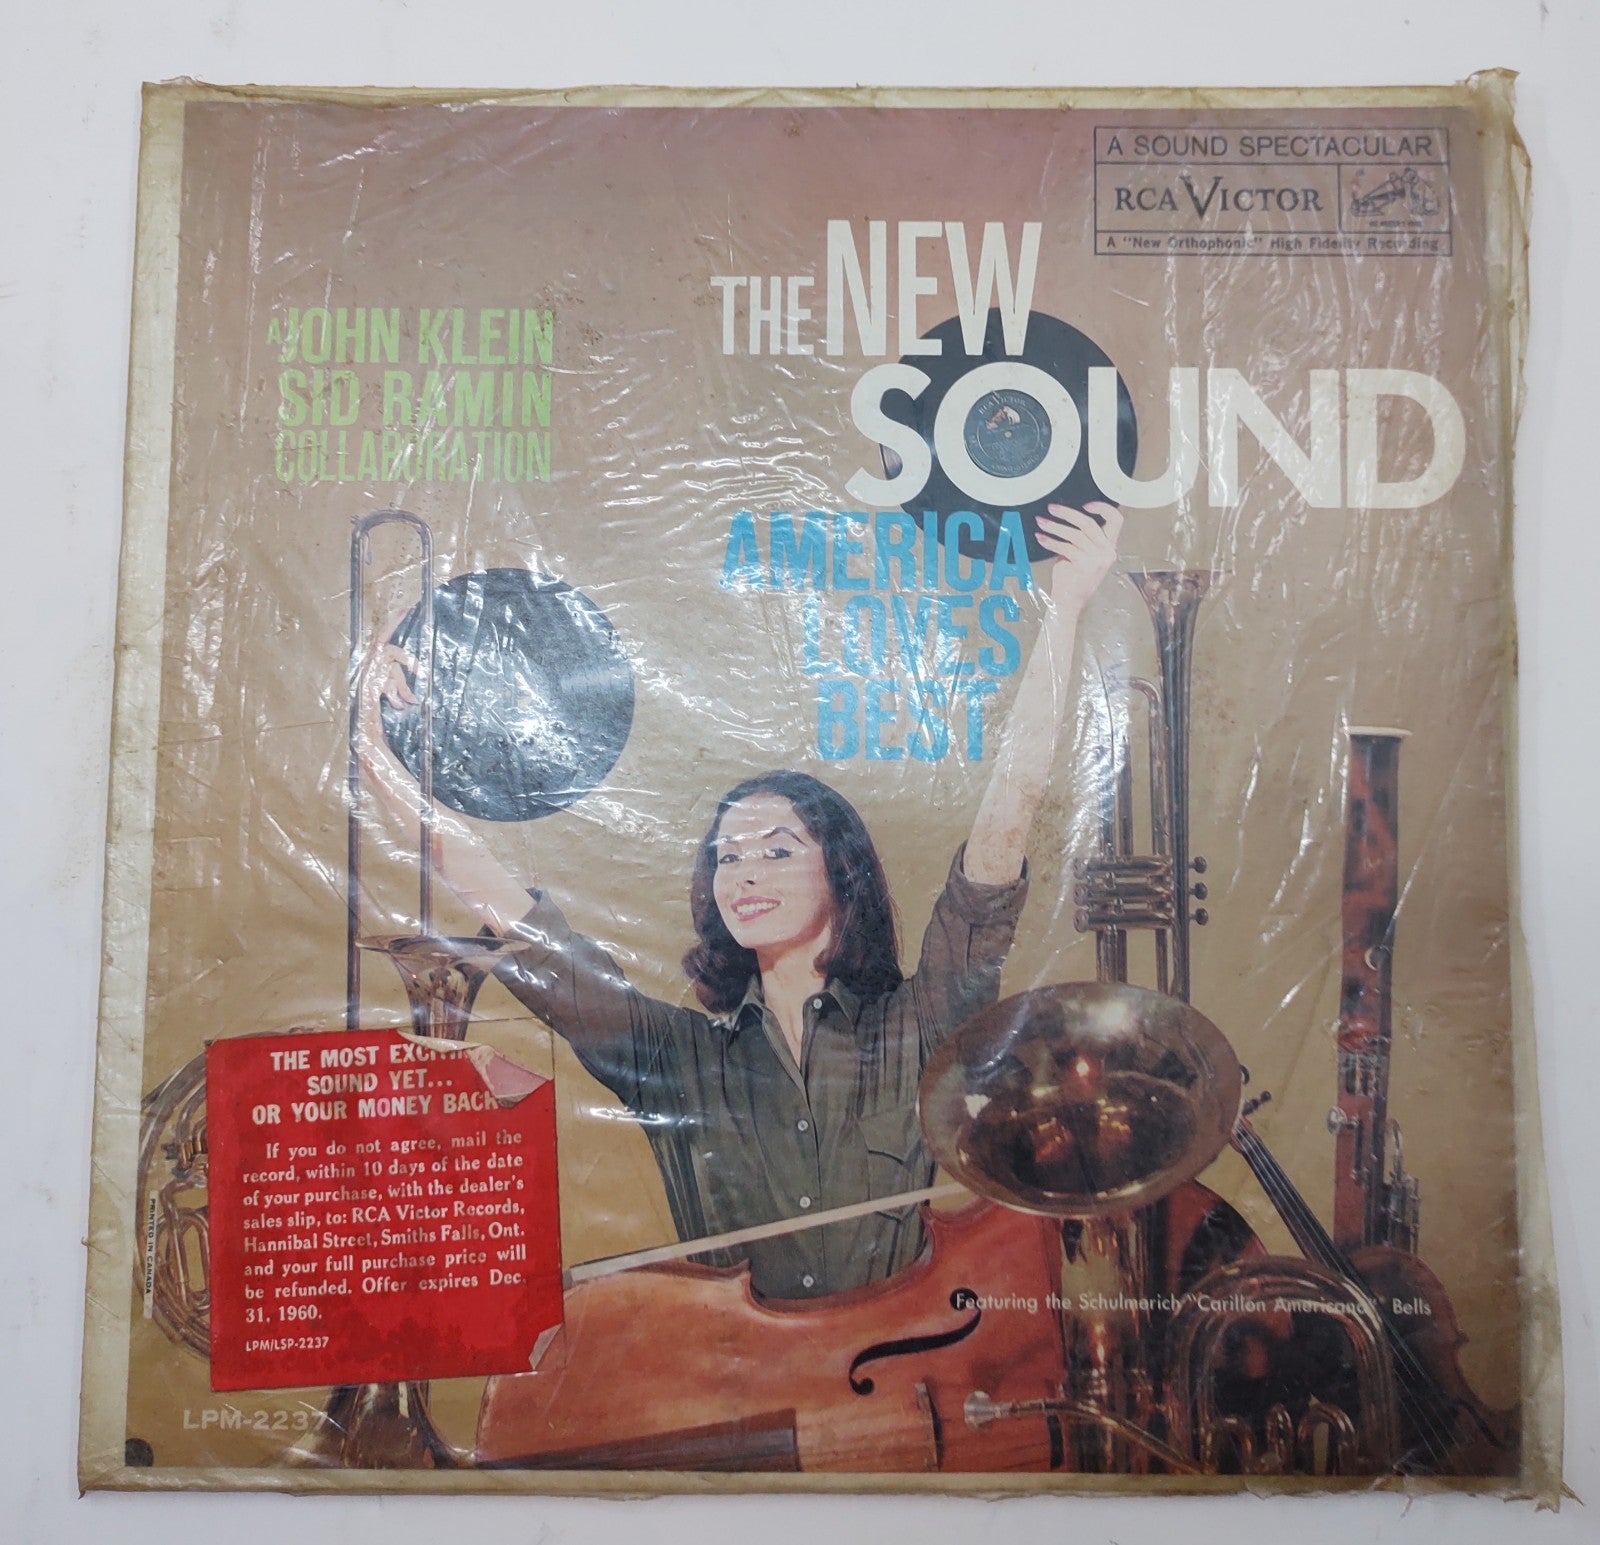 A SOUND SPECTACULAR
RCA VICTOR
A "New Orthophonic" High Fidelity Recording
THE NEW
SOUND
AMERICA
LOVES
BEST
A JOHN KLEIN
SID RAMIN
COLLABORATION
RCA VICTOR
THE MOST
SOUND YET...
OR YOUR MONEY BACK
If you do not agree, mail the
record, within 10 days of the date
of your purchase, with the dealer's
sales slip, to: RCA Victor Records,
Hannibal Street, Smiths Falls, Ont.
and your full purchase price will
be refunded. Offer expires Dec.
31, 1960.
LPM/LSP-2237
PRINTED IN CANADA
Featuring the Schulmerich "Carillon Americana" Bells
LPM-2237